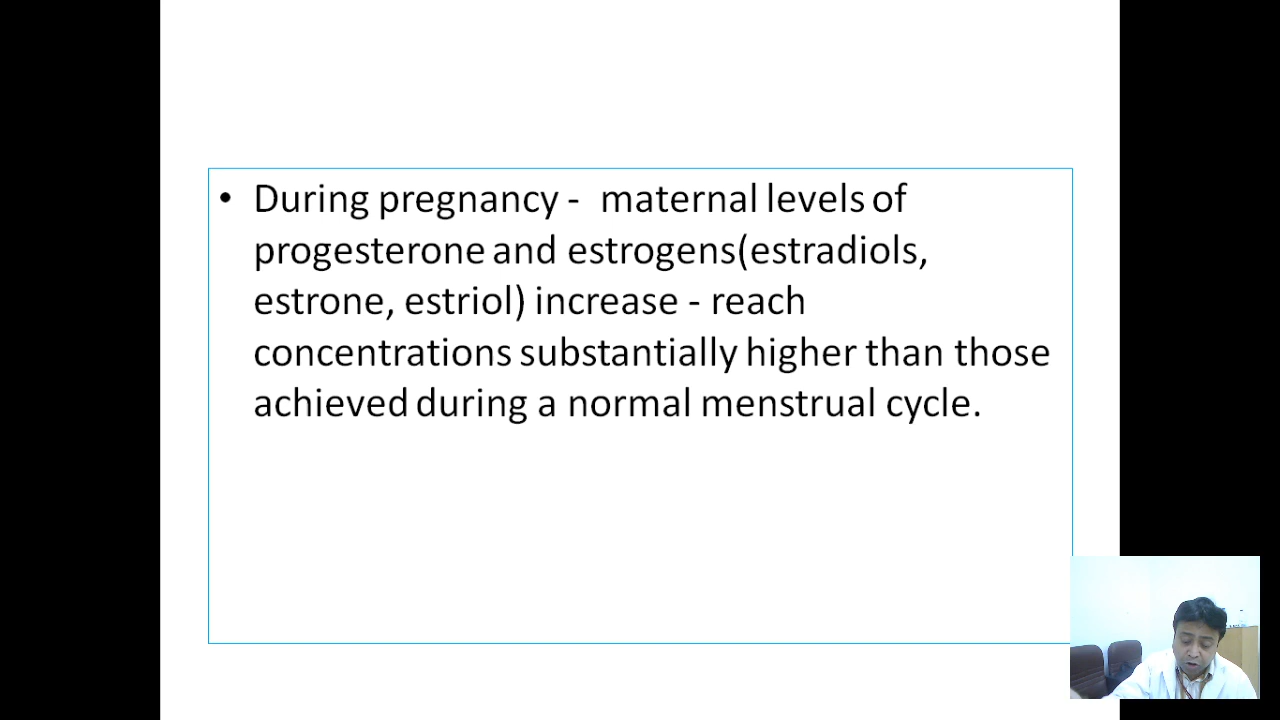 • During pregnancy - maternal levels of
progesterone and estrogens(estradiols,
estrone, estriol) increase - reach
concentrations substantially higher than those
achieved during a normal menstrual cycle.